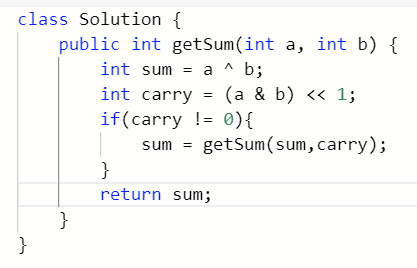 class Solution {
    public int getSum(int a, int b) {
        int sum = a ^ b;
        int carry = (a & b) << 1;
        if(carry != 0){
            sum = getSum(sum,carry);
        }
        return sum;
    }
}